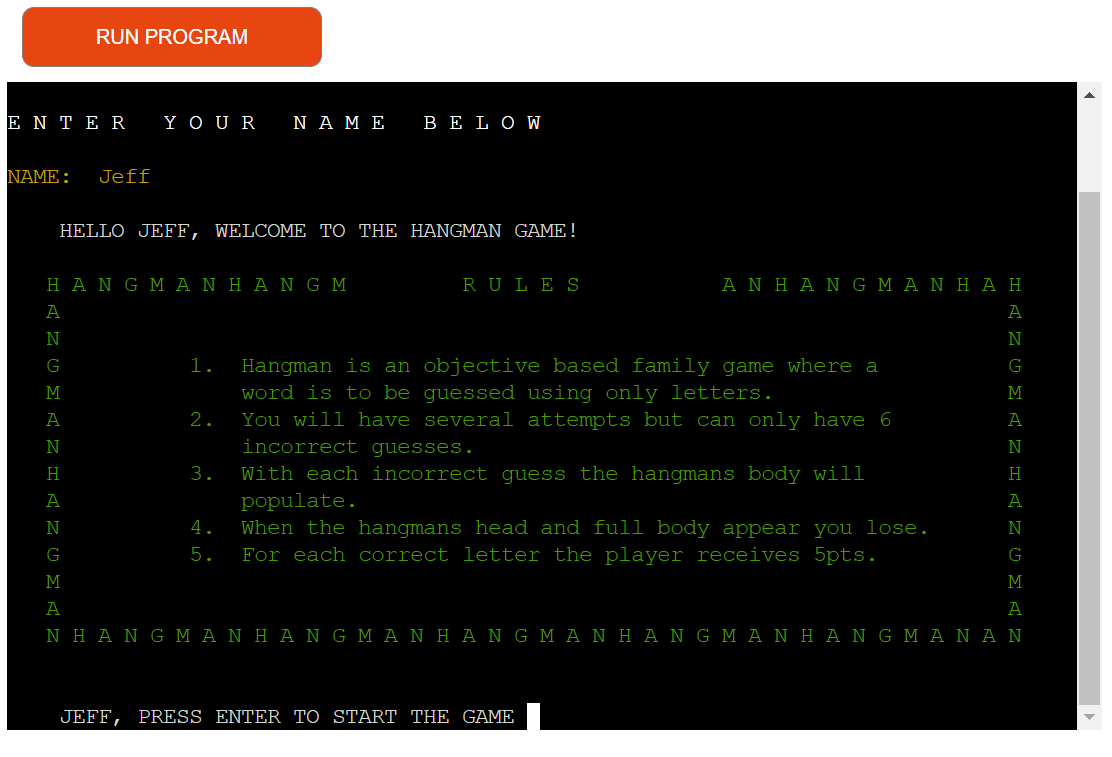 RUN PROGRAM
E N T E R   Y O U R   N A M E   B E L O W
NAME:  Jeff
HELLO JEFF, WELCOME TO THE HANGMAN GAME!
H A N G M A N H A N G M         R U L E S           A N H A N G M A N H A H
A A
N N
G 1. Hangman is an objective based family game where a G
M word is to be guessed using only letters. M
A 2. You will have several attempts but can only have 6 A
N incorrect guesses. N
H 3. With each incorrect guess the hangmans body will H
A populate. A
N 4. When the hangmans head and full body appear you lose. N
G 5. For each correct letter the player receives 5pts. G
M M
A A
N H A N G M A N H A N G M A N H A N G M A N H A N G M A N H A N G M A N A N
JEFF, PRESS ENTER TO START THE GAME